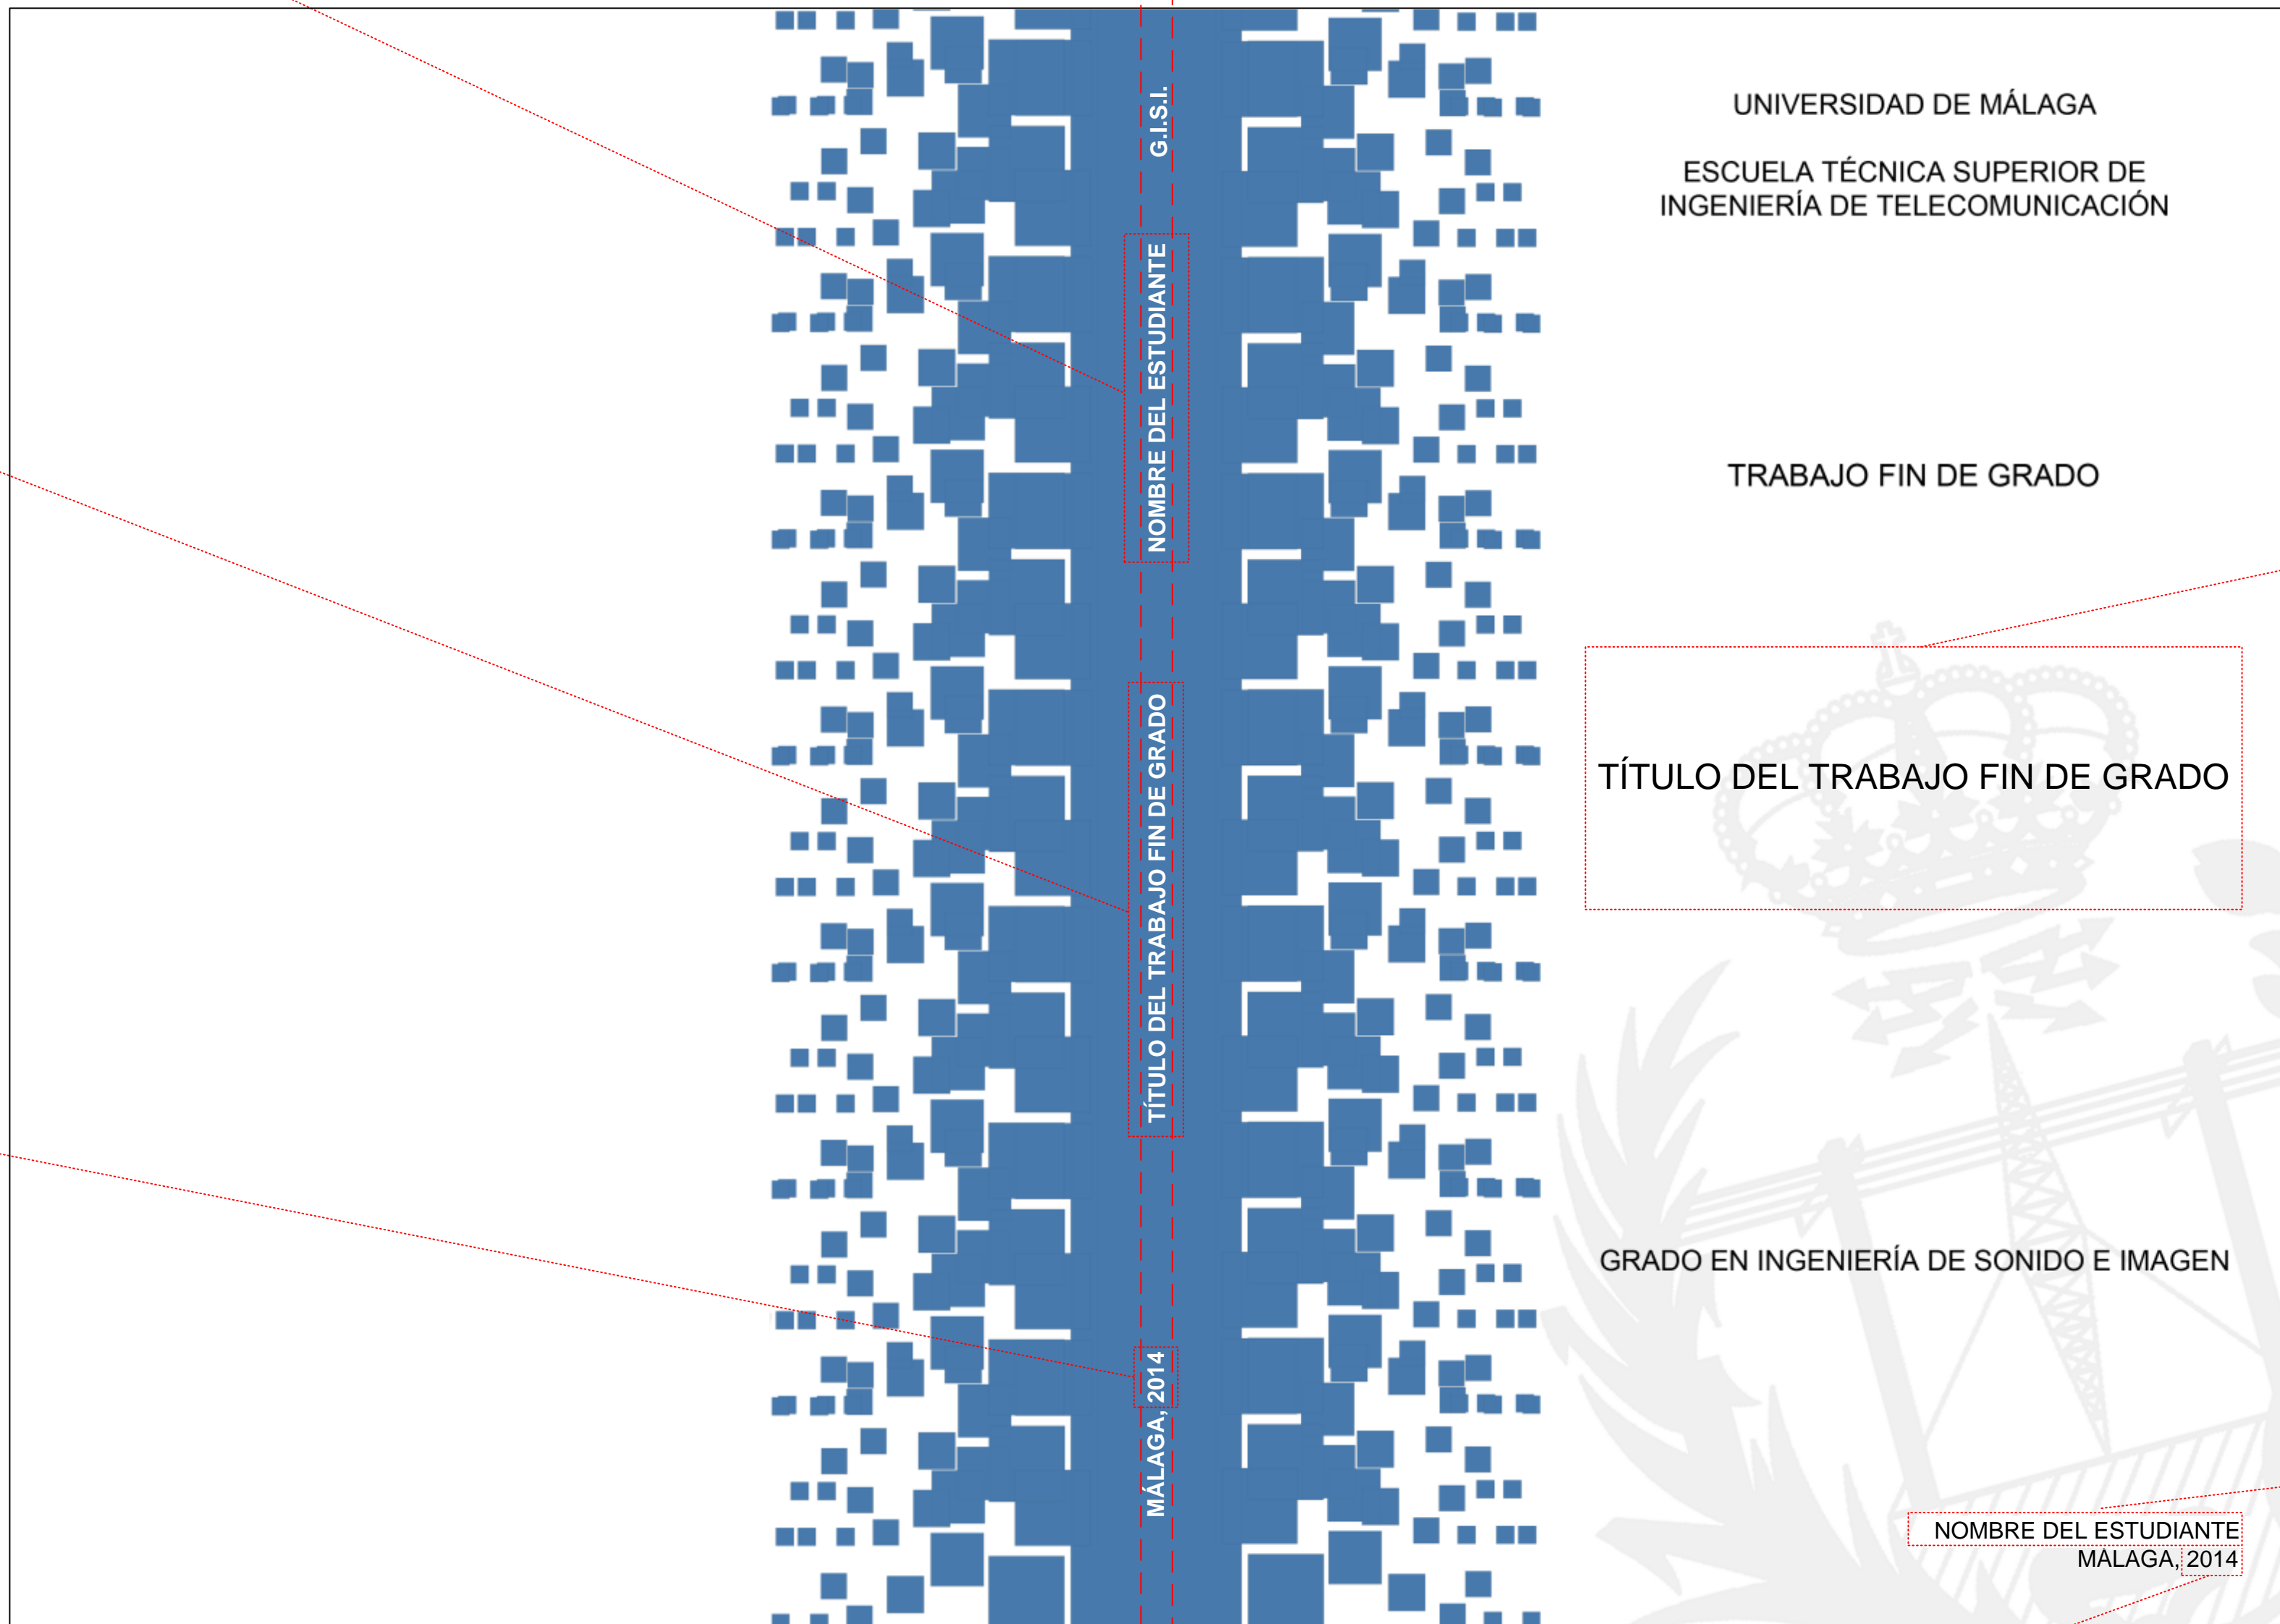 G.I.S.I.
NOMBRE DEL ESTUDIANTE
TÍTULO DEL TRABAJO FIN DE GRADO
MÁLAGA, 2014
UNIVERSIDAD DE MÁLAGA
ESCUELA TÉCNICA SUPERIOR DE
INGENIERÍA DE TELECOMUNICACIÓN
TRABAJO FIN DE GRADO
TÍTULO DEL TRABAJO FIN DE GRADO
GRADO EN INGENIERÍA DE SONIDO E IMAGEN
NOMBRE DEL ESTUDIANTE
MÁLAGA, 2014